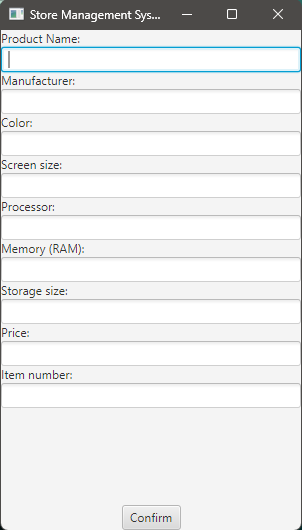 Store Management Sys...
Product Name:
Manufacturer:
Color:
Screen size:
Processor:
Memory (RAM):
Storage size:
Price:
Item number:
Confirm